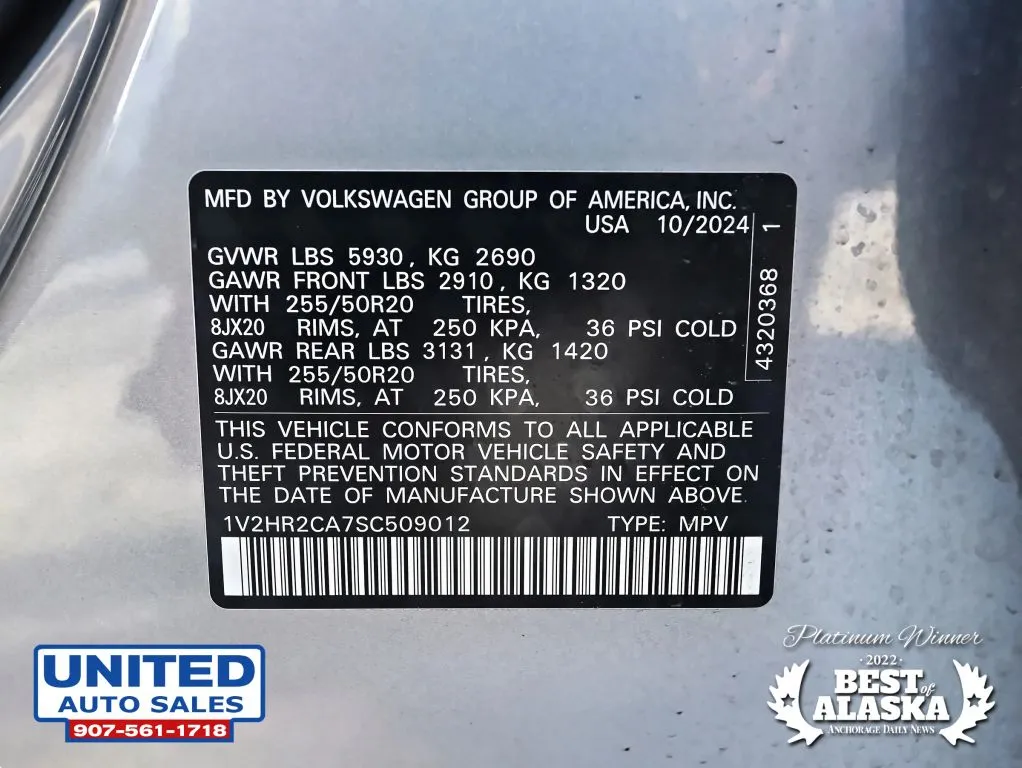 MFD BY VOLKSWAGEN GROUP OF AMERICA, INC.
USA 10/2024
GVWR LBS 5930, KG 2690
GAWR FRONT LBS 2910, KG 1320
WITH 255/50R20 TIRES,
8JX20 RIMS, AT 250 KPA, 36 PSI COLD
GAWR REAR LBS 3131, KG 1420
WITH 255/50R20 TIRES,
8JX20 RIMS, AT 250 KPA, 36 PSI COLD
4320368 1
THIS VEHICLE CONFORMS TO ALL APPLICABLE
U.S. FEDERAL MOTOR VEHICLE SAFETY AND
THEFT PREVENTION STANDARDS IN EFFECT ON
THE DATE OF MANUFACTURE SHOWN ABOVE.
1V2HR2CA7SC509012 TYPE: MPV
UNITED
AUTO SALES
907-561-1718
Platinum Winner
· 2022 ·
BEST of
ALASKA
ANCHORAGE DAILY NEWS